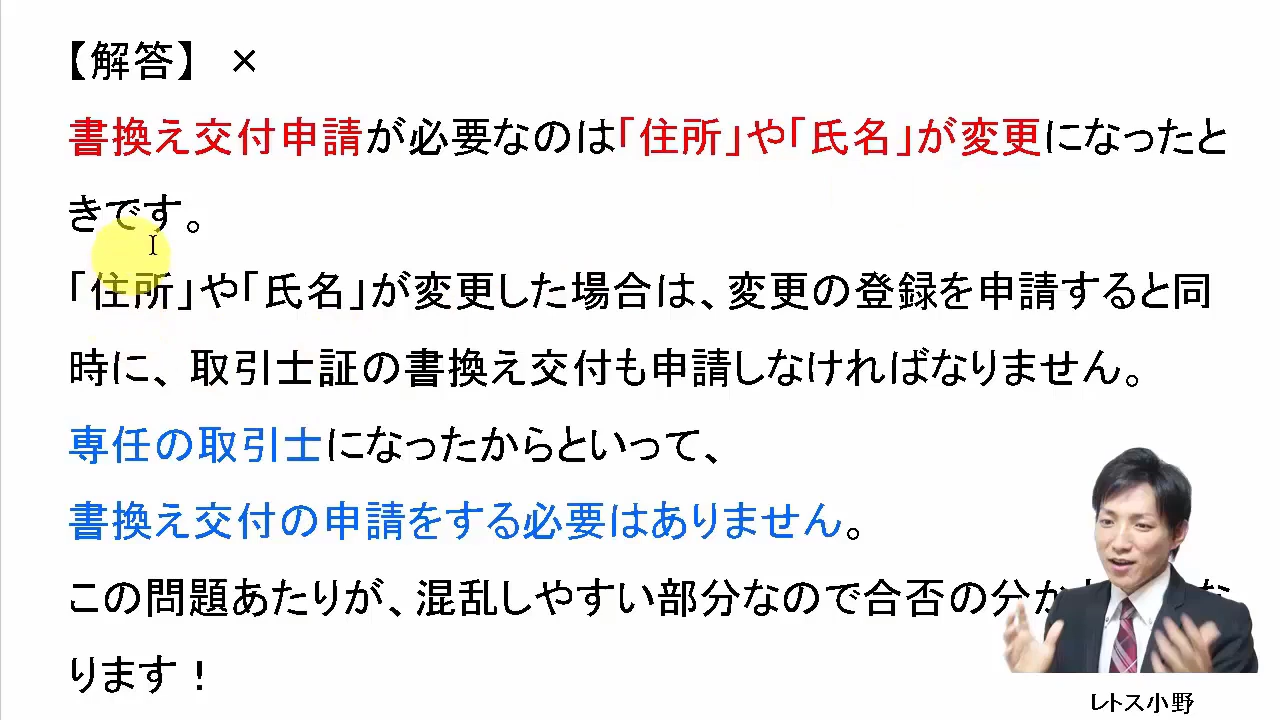 【解答】 ×
書換え交付申請が必要なのは「住所」や「氏名」が変更になったと
きです。
「住所」や「氏名」が変更した場合は、変更の登録を申請すると同
時に、取引士証の書換え交付も申請しなければなりません。
専任の取引士になったからといって、
書換え交付の申請をする必要はありません。
この問題あたりが、混乱しやすい部分なので合否の分か
ります！
レトス小野